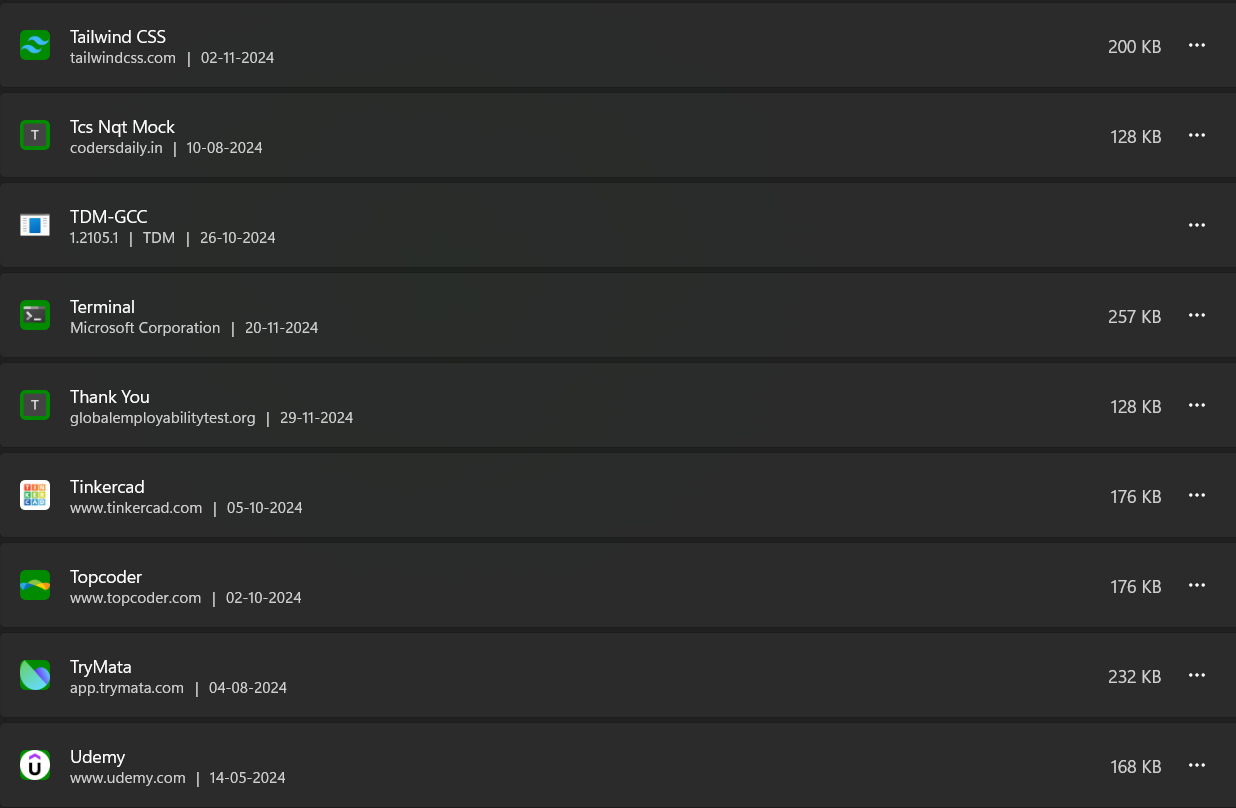 Tailwind CSS
tailwindcss.com | 02-11-2024
200 KB
T
Tcs Nqt Mock
codersdaily.in | 10-08-2024
128 KB
TDM-GCC
1.2105.1 | TDM | 26-10-2024
Terminal
Microsoft Corporation | 20-11-2024
257 KB
T
Thank You
globalemployabilitytest.org | 29-11-2024
128 KB
TIN
KER
CAD
Tinkercad
www.tinkercad.com | 05-10-2024
176 KB
Topcoder
www.topcoder.com | 02-10-2024
176 KB
TryMata
app.trymata.com | 04-08-2024
232 KB
Udemy
www.udemy.com | 14-05-2024
168 KB